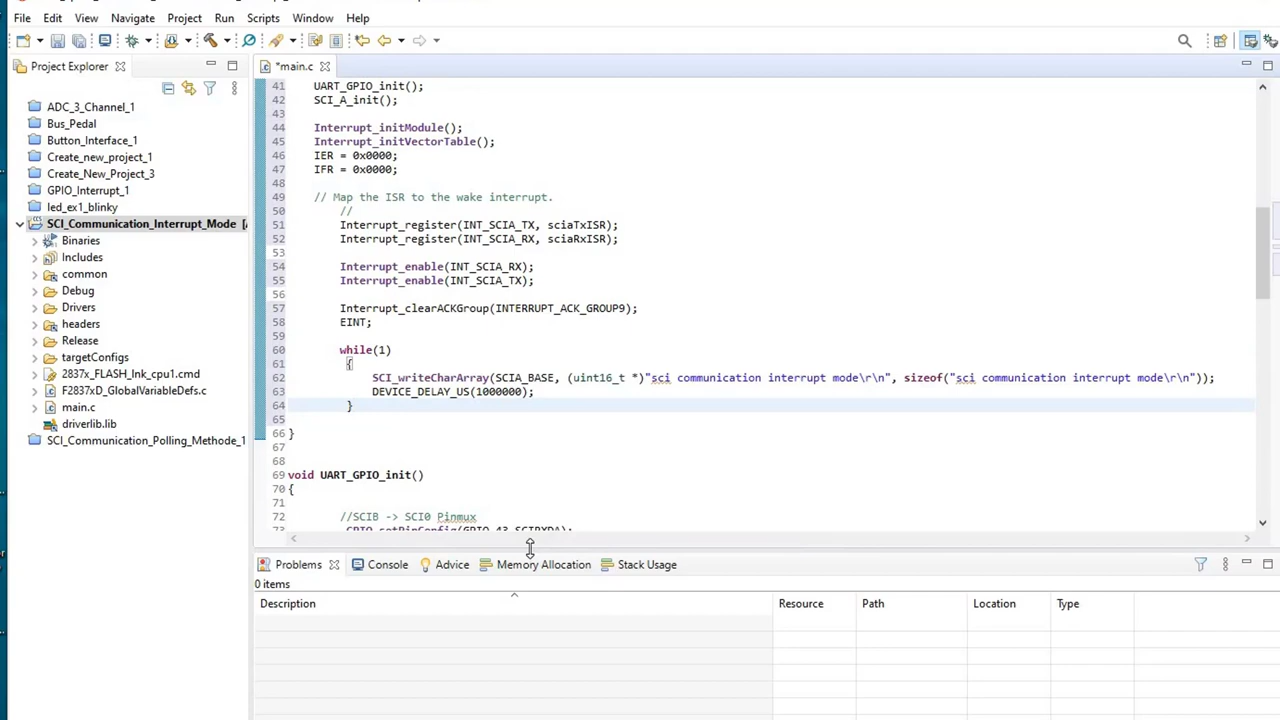 File Edit View Navigate Project Run Scripts Window Help
Project Explorer
*main.c
ADC_3_Channel_1
Bus_Pedal
Button_Interface_1
Create_new_project_1
Create_New_Project_3
GPIO_Interrupt_1
led_ex1_blinky
SCI_Communication_Interrupt_Mode [A
Binaries
Includes
common
Debug
Drivers
headers
Release
targetConfigs
2837x_FLASH_lnk_cpu1.cmd
F2837xD_GlobalVariableDefs.c
main.c
driverlib.lib
SCI_Communication_Polling_Methode_1
41 UART_GPIO_init();
42 SCI_A_init();
43
44 Interrupt_initModule();
45 Interrupt_initVectorTable();
46 IER = 0x0000;
47 IFR = 0x0000;
48
49 // Map the ISR to the wake interrupt.
50 //
51 Interrupt_register(INT_SCIA_TX, sciaTxISR);
52 Interrupt_register(INT_SCIA_RX, sciaRxISR);
53
54 Interrupt_enable(INT_SCIA_RX);
55 Interrupt_enable(INT_SCIA_TX);
56
57 Interrupt_clearACKGroup(INTERRUPT_ACK_GROUP9);
58 EINT;
59
60 while(1)
61 {
62 SCI_writeCharArray(SCIA_BASE, (uint16_t *)"sci communication interrupt mode\r\n", sizeof("sci communication interrupt mode\r\n"));
63 DEVICE_DELAY_US(1000000);
64 }
65
66 }
67
68
69 void UART_GPIO_init()
70 {
71
72 //SCIB -> SCI0 Pinmux
73 GPIO_setPinConfig(GPIO_43_SCIRXDA);
Problems Console Advice Memory Allocation Stack Usage
0 items
Description Resource Path Location Type